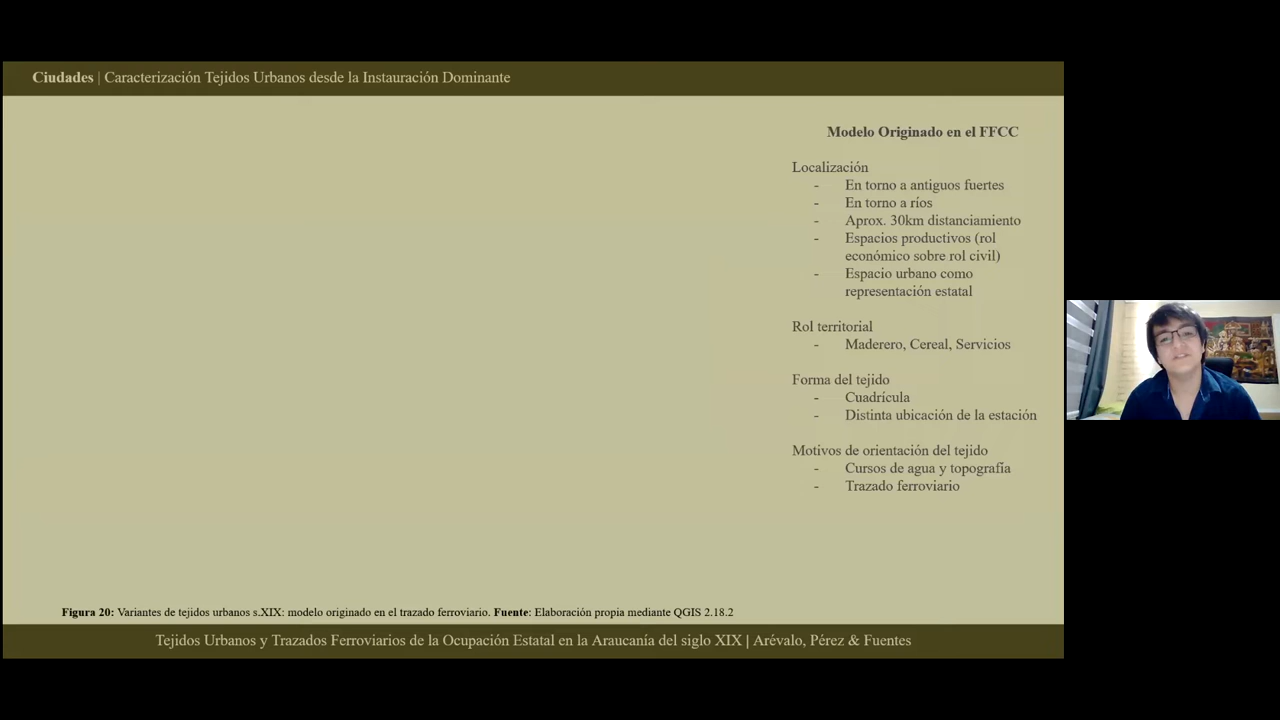 Ciudades | Caracterización Tejidos Urbanos desde la Instauración Dominante
Modelo Originado en el FFCC
Localización
- En torno a antiguos fuertes
- En torno a ríos
- Aprox. 30km distanciamiento
- Espacios productivos (rol
económico sobre rol civil)
- Espacio urbano como
representación estatal
Rol territorial
- Maderero, Cereal, Servicios
Forma del tejido
- Cuadrícula
- Distinta ubicación de la estación
Motivos de orientación del tejido
- Cursos de agua y topografía
- Trazado ferroviario
Figura 20: Variantes de tejidos urbanos s.XIX: modelo originado en el trazado ferroviario. Fuente: Elaboración propia mediante QGIS 2.18.2
Tejidos Urbanos y Trazados Ferroviarios de la Ocupación Estatal en la Araucanía del siglo XIX | Arévalo, Pérez & Fuentes